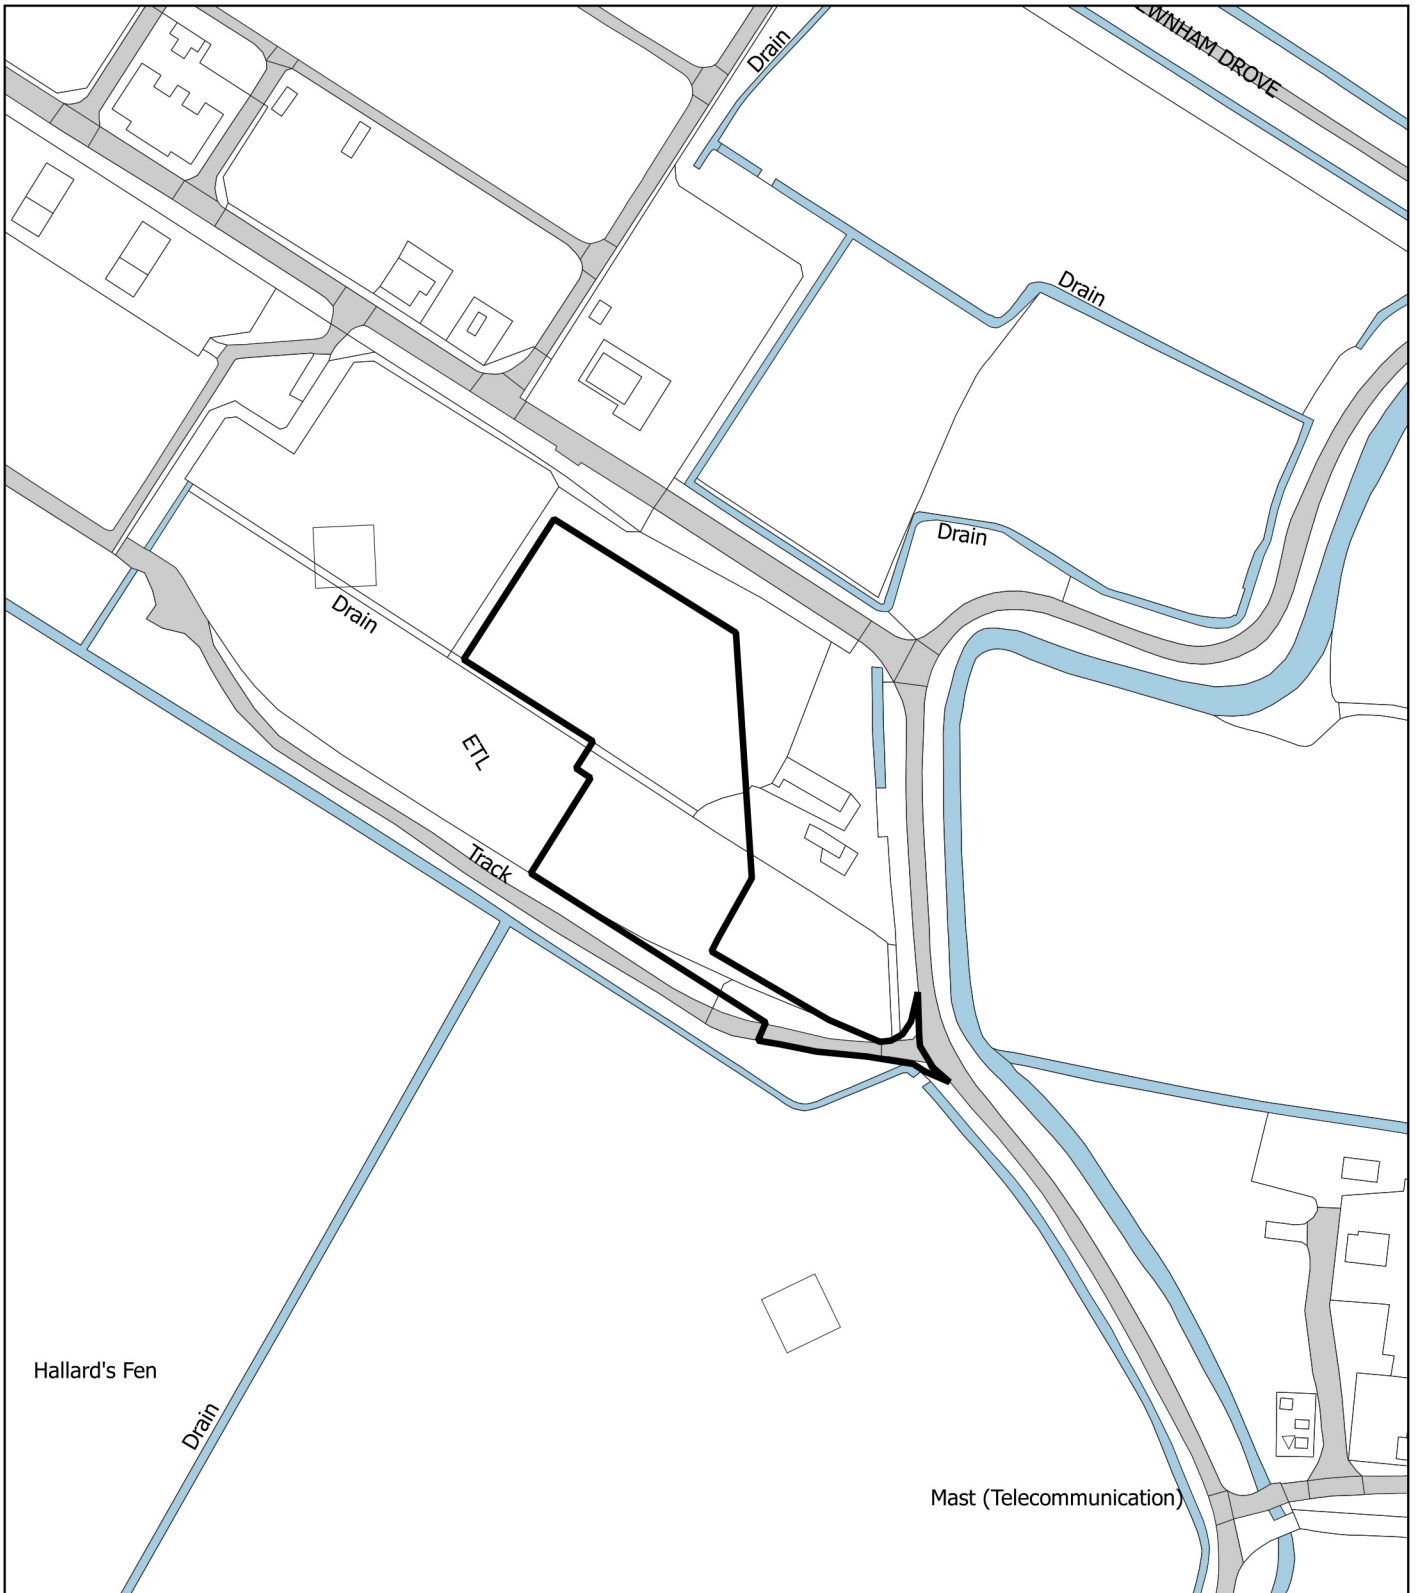 WNHAM DROVE
Drain
Drain
Drain
Drain
ETL
Track
Hallard's Fen
Drain
Mast (Telecommunication)